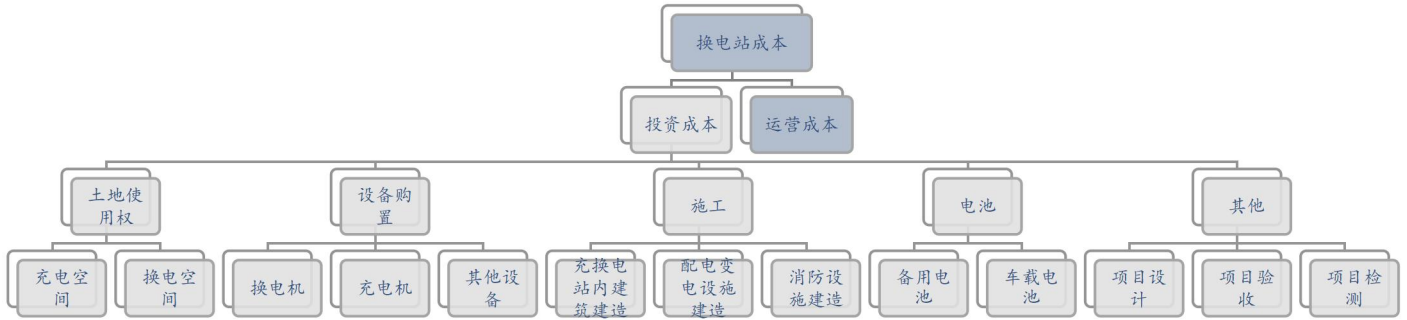 换电站成本
投资成本
运营成本
土地使
用权
设备购
置
施工
电池
其他
充电空
间
换电空
间
换电机
充电机
其他设
备
充换电
站内建
筑建造
配电变
电设施
建造
消防设
施建造
备用电
池
车载电
池
项目设
计
项目验
收
项目检
测